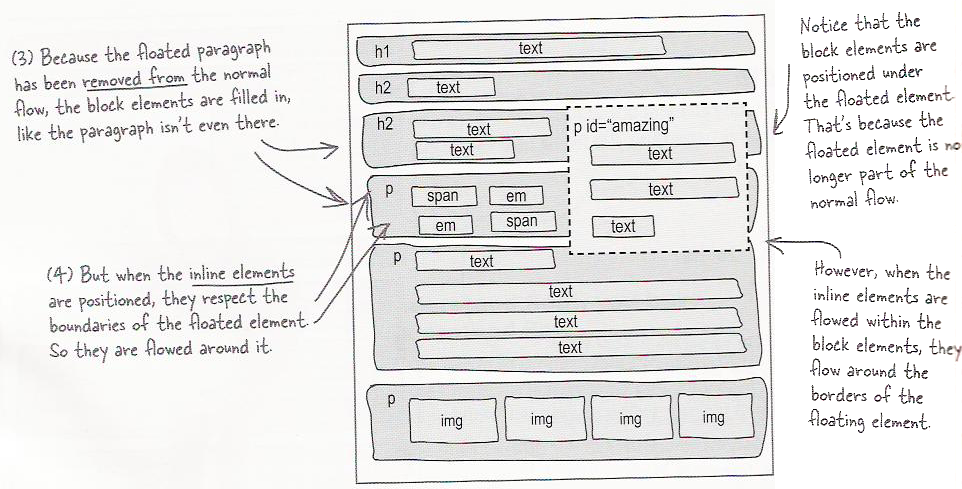 (3) Because the floated paragraph
has been removed from the normal
flow, the block elements are filled in,
like the paragraph isn't even there.
(4) But when the inline elements
are positioned, they respect the
boundaries of the floated element.
So they are flowed around it.
h1
text
h2
text
h2
text
text
p id="amazing"
text
text
text
p
span
em
em
span
p
text
text
text
text
p
img
img
img
img
Notice that the
block elements are
positioned under
the floated element.
That's because the
floated element is no
longer part of the
normal flow.
However, when the
inline elements are
flowed within the
block elements, they
flow around the
borders of the
floating element.